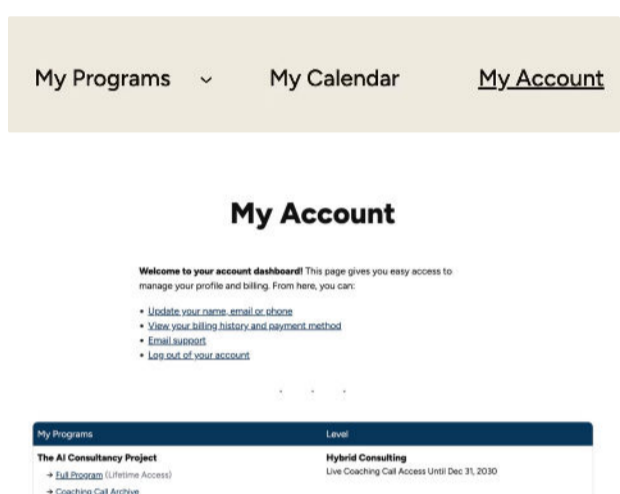 My Programs My Calendar My Account
My Account
Welcome to your account dashboard! This page gives you easy access to
manage your profile and billing. From here, you can:
• Update your name, email or phone
• View your billing history and payment method
• Email support
• Log out of your account
. . .
My Programs Level
The AI Consultancy Project Hybrid Consulting
→ Full Program (Lifetime Access) Live Coaching Call Access Until Dec 31, 2030
→ Coaching Call Archive